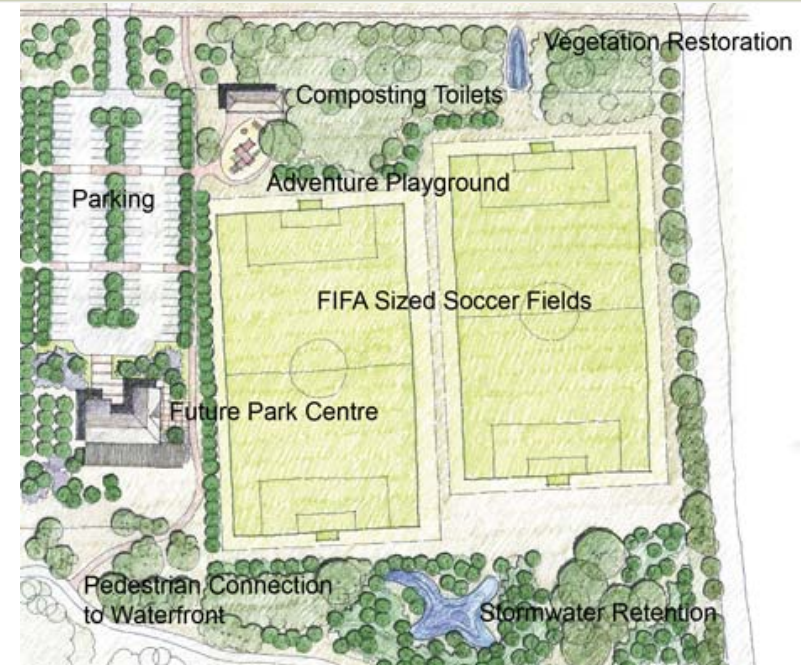 Vegetation Restoration
Composting Toilets
Adventure Playground
Parking
FIFA Sized Soccer Fields
Future Park Centre
Pedestrian Connection
to Waterfront
Stormwater Retention